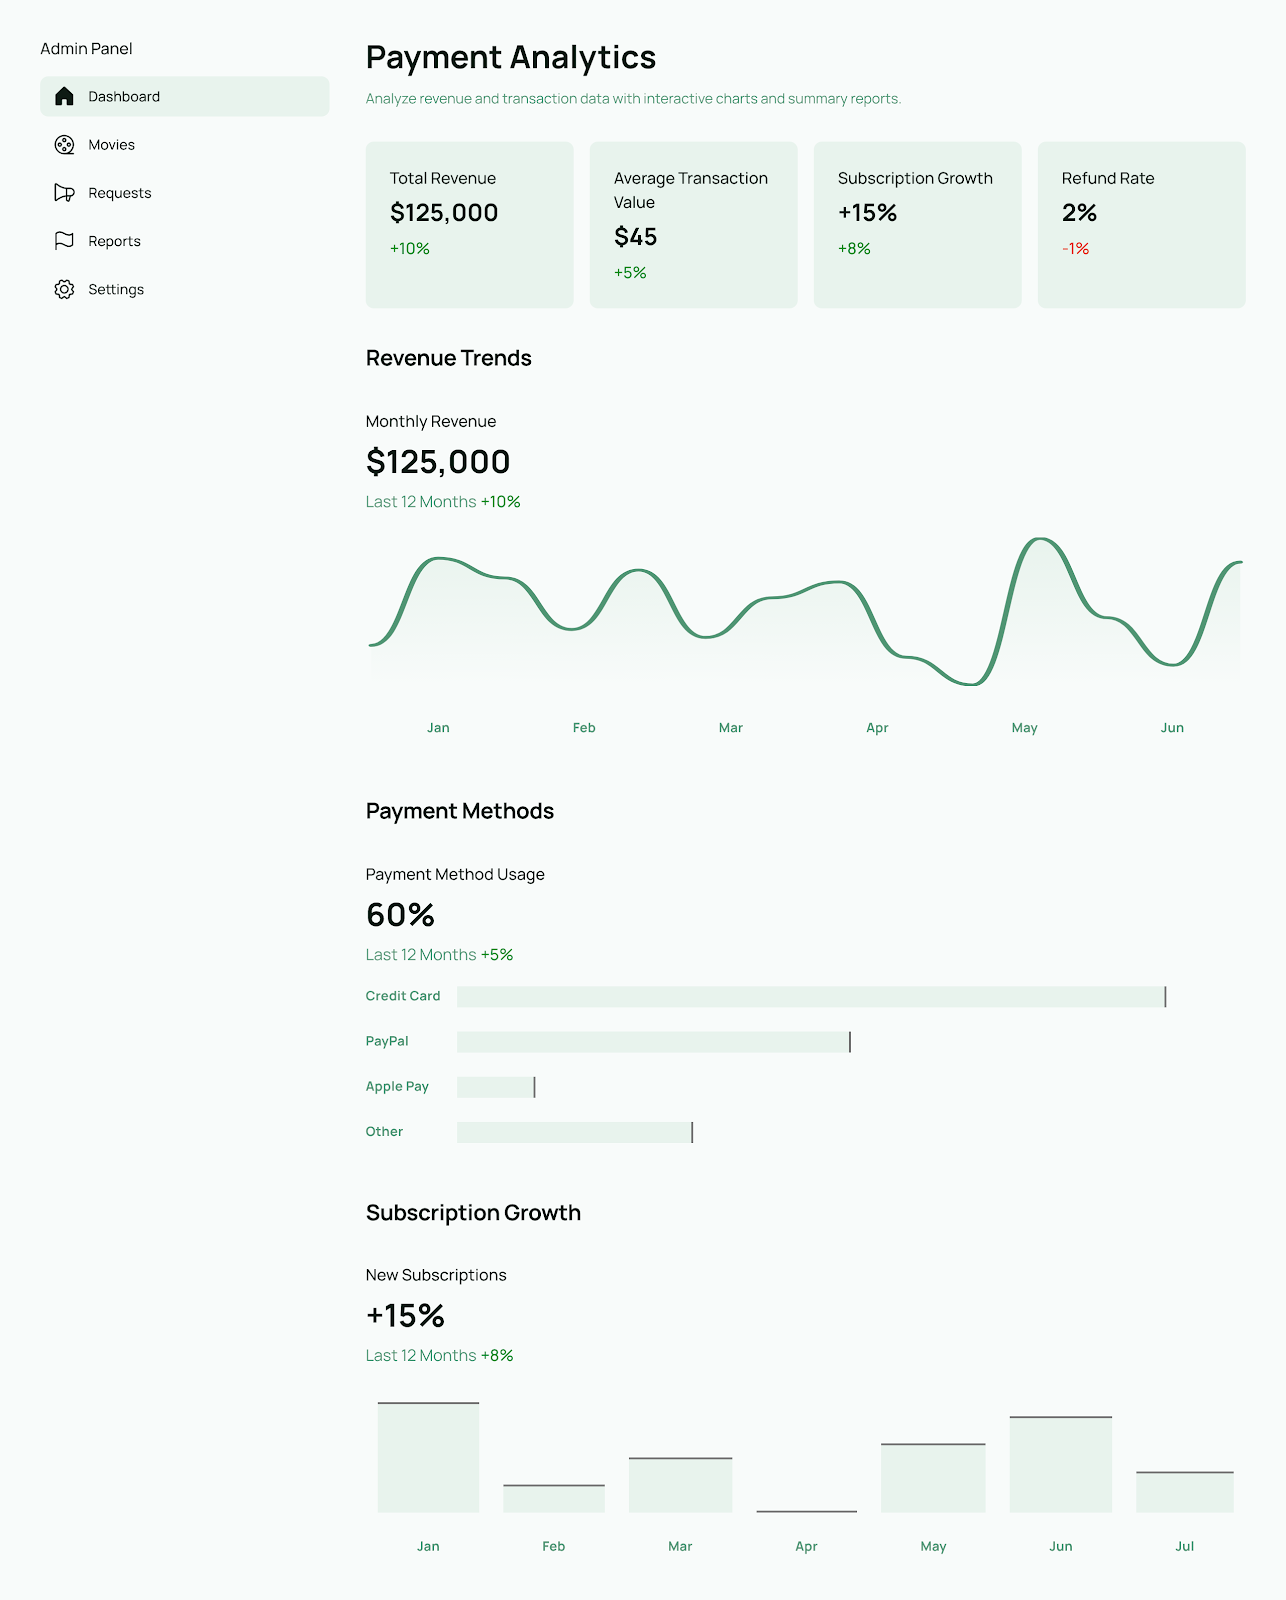 Admin Panel
Dashboard
Movies
Requests
Reports
Settings
Payment Analytics
Analyze revenue and transaction data with interactive charts and summary reports.
Total Revenue
$125,000
+10%
Average Transaction
Value
$45
+5%
Subscription Growth
+15%
+8%
Refund Rate
2%
-1%
Revenue Trends
Monthly Revenue
$125,000
Last 12 Months +10%
Jan Feb Mar Apr May Jun
Payment Methods
Payment Method Usage
60%
Last 12 Months +5%
Credit Card
PayPal
Apple Pay
Other
Subscription Growth
New Subscriptions
+15%
Last 12 Months +8%
Jan Feb Mar Apr May Jun Jul